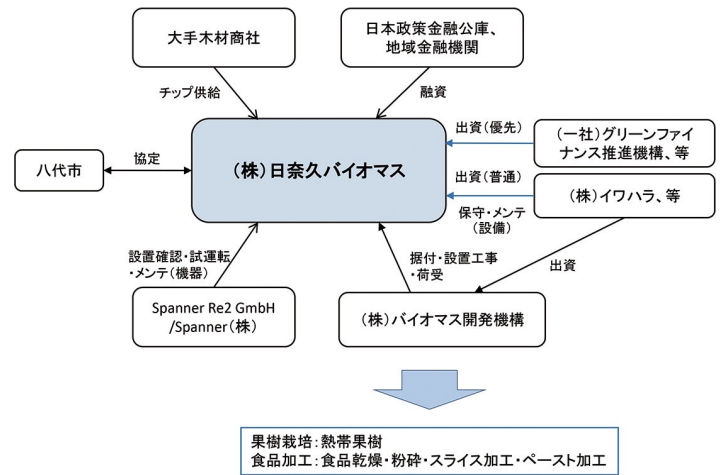 大手木材商社
日本政策金融公庫、
地域金融機関
チップ供給
融資
出資(優先)
(一社)グリーンファイ
ナンス推進機構、等
八代市
協定
(株)日奈久バイオマス
出資(普通)
(株)イワハラ、等
保守・メンテ
(設備)
設置確認・試運転
・メンテ(機器)
据付・設置工事
・荷受
出資
Spanner Re2 GmbH
/Spanner(株)
(株)バイオマス開発機構
果樹栽培:熱帯果樹
食品加工:食品乾燥・粉砕・スライス加工・ペースト加工